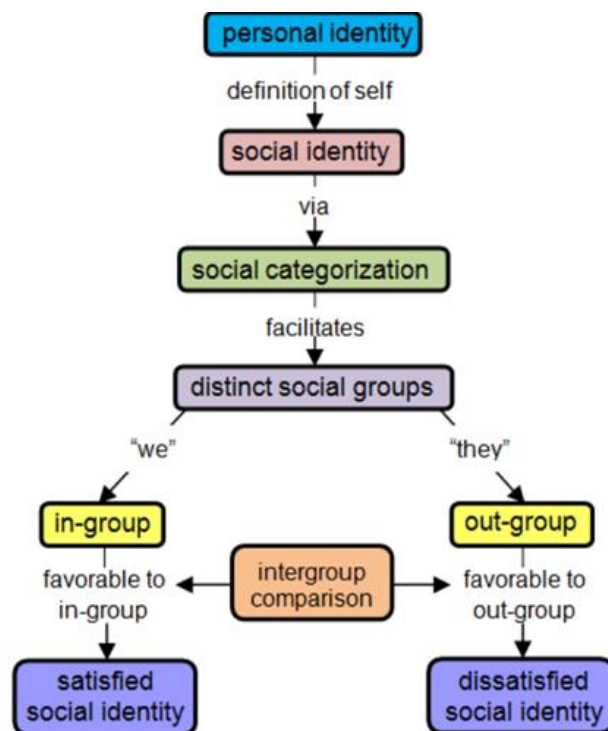 personal identity
definition of self
social identity
via
social categorization
facilitates
distinct social groups
“we”
“they”
in-group
out-group
favorable to
in-group
intergroup
comparison
favorable to
out-group
satisfied
social identity
dissatisfied
social identity